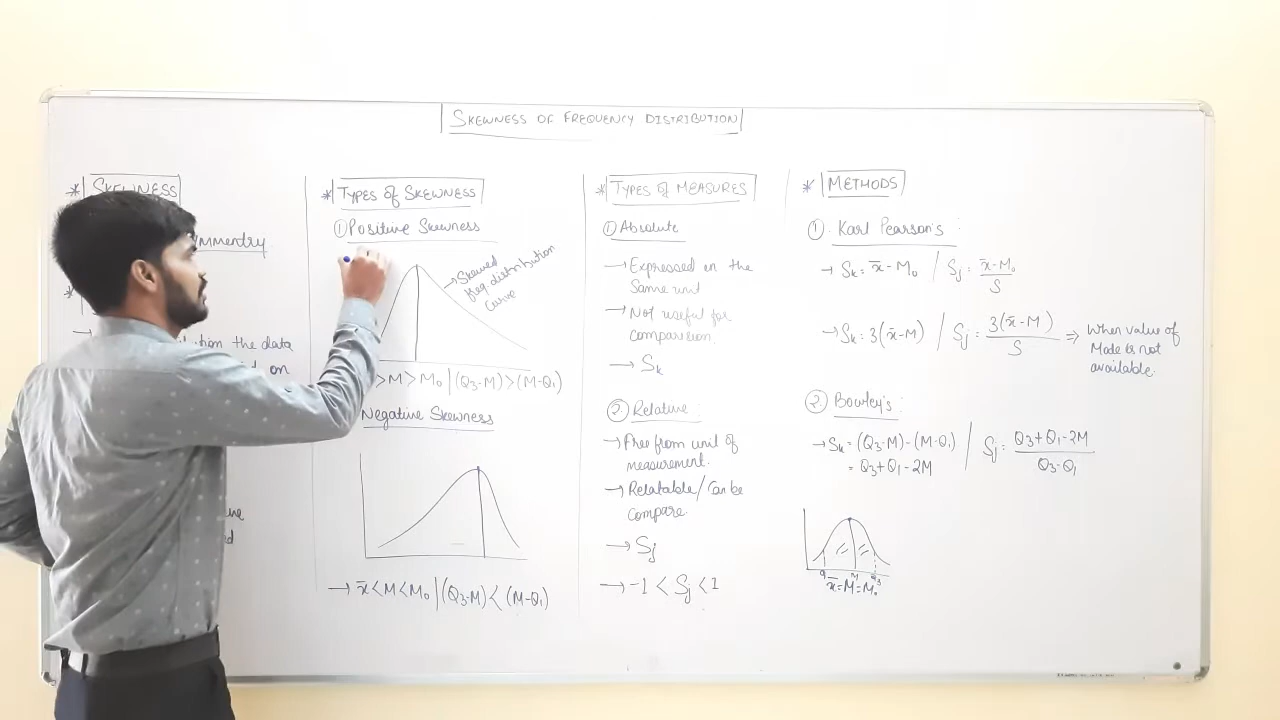 SKEWNESS OF FREQUENCY DISTRIBUTION
* SKEWNESS
mmentry
the data
on
* TYPES OF SKEWNESS
① Positive Skewness
→ Skewed
freq. distribution
Curve
> M > M₀ | (Q₃-M) > (M-Q₁)
Negative Skewness
→ x̄ < M < M₀ | (Q₃-M) < (M-Q₁)
* TYPES OF MEASURES
① Absolute
→ Expressed in the
Same unit
→ Not useful for
comparision.
→ Sₖ
② Relative :
→ Free from unit of
measurement.
→ Relatable/Can be
Compare.
→ Sⱼ
→ -1 < Sⱼ < 1
* METHODS
① . Karl Pearson's :
→ Sₖ = x̄ - M₀ / Sⱼ = x̄-M₀
S
→ Sₖ = 3(x̄-M) / Sⱼ = 3(x̄-M)
S
⇒ When value of
Mode is not
available.
② Bowley's :
→ Sₖ = (Q₃-M) - (M-Q₁) / Sⱼ = Q₃+Q₁-2M
= Q₃+Q₁-2M
Q₃-Q₁
Q₁ M Q₃
x̄ = M = M₀